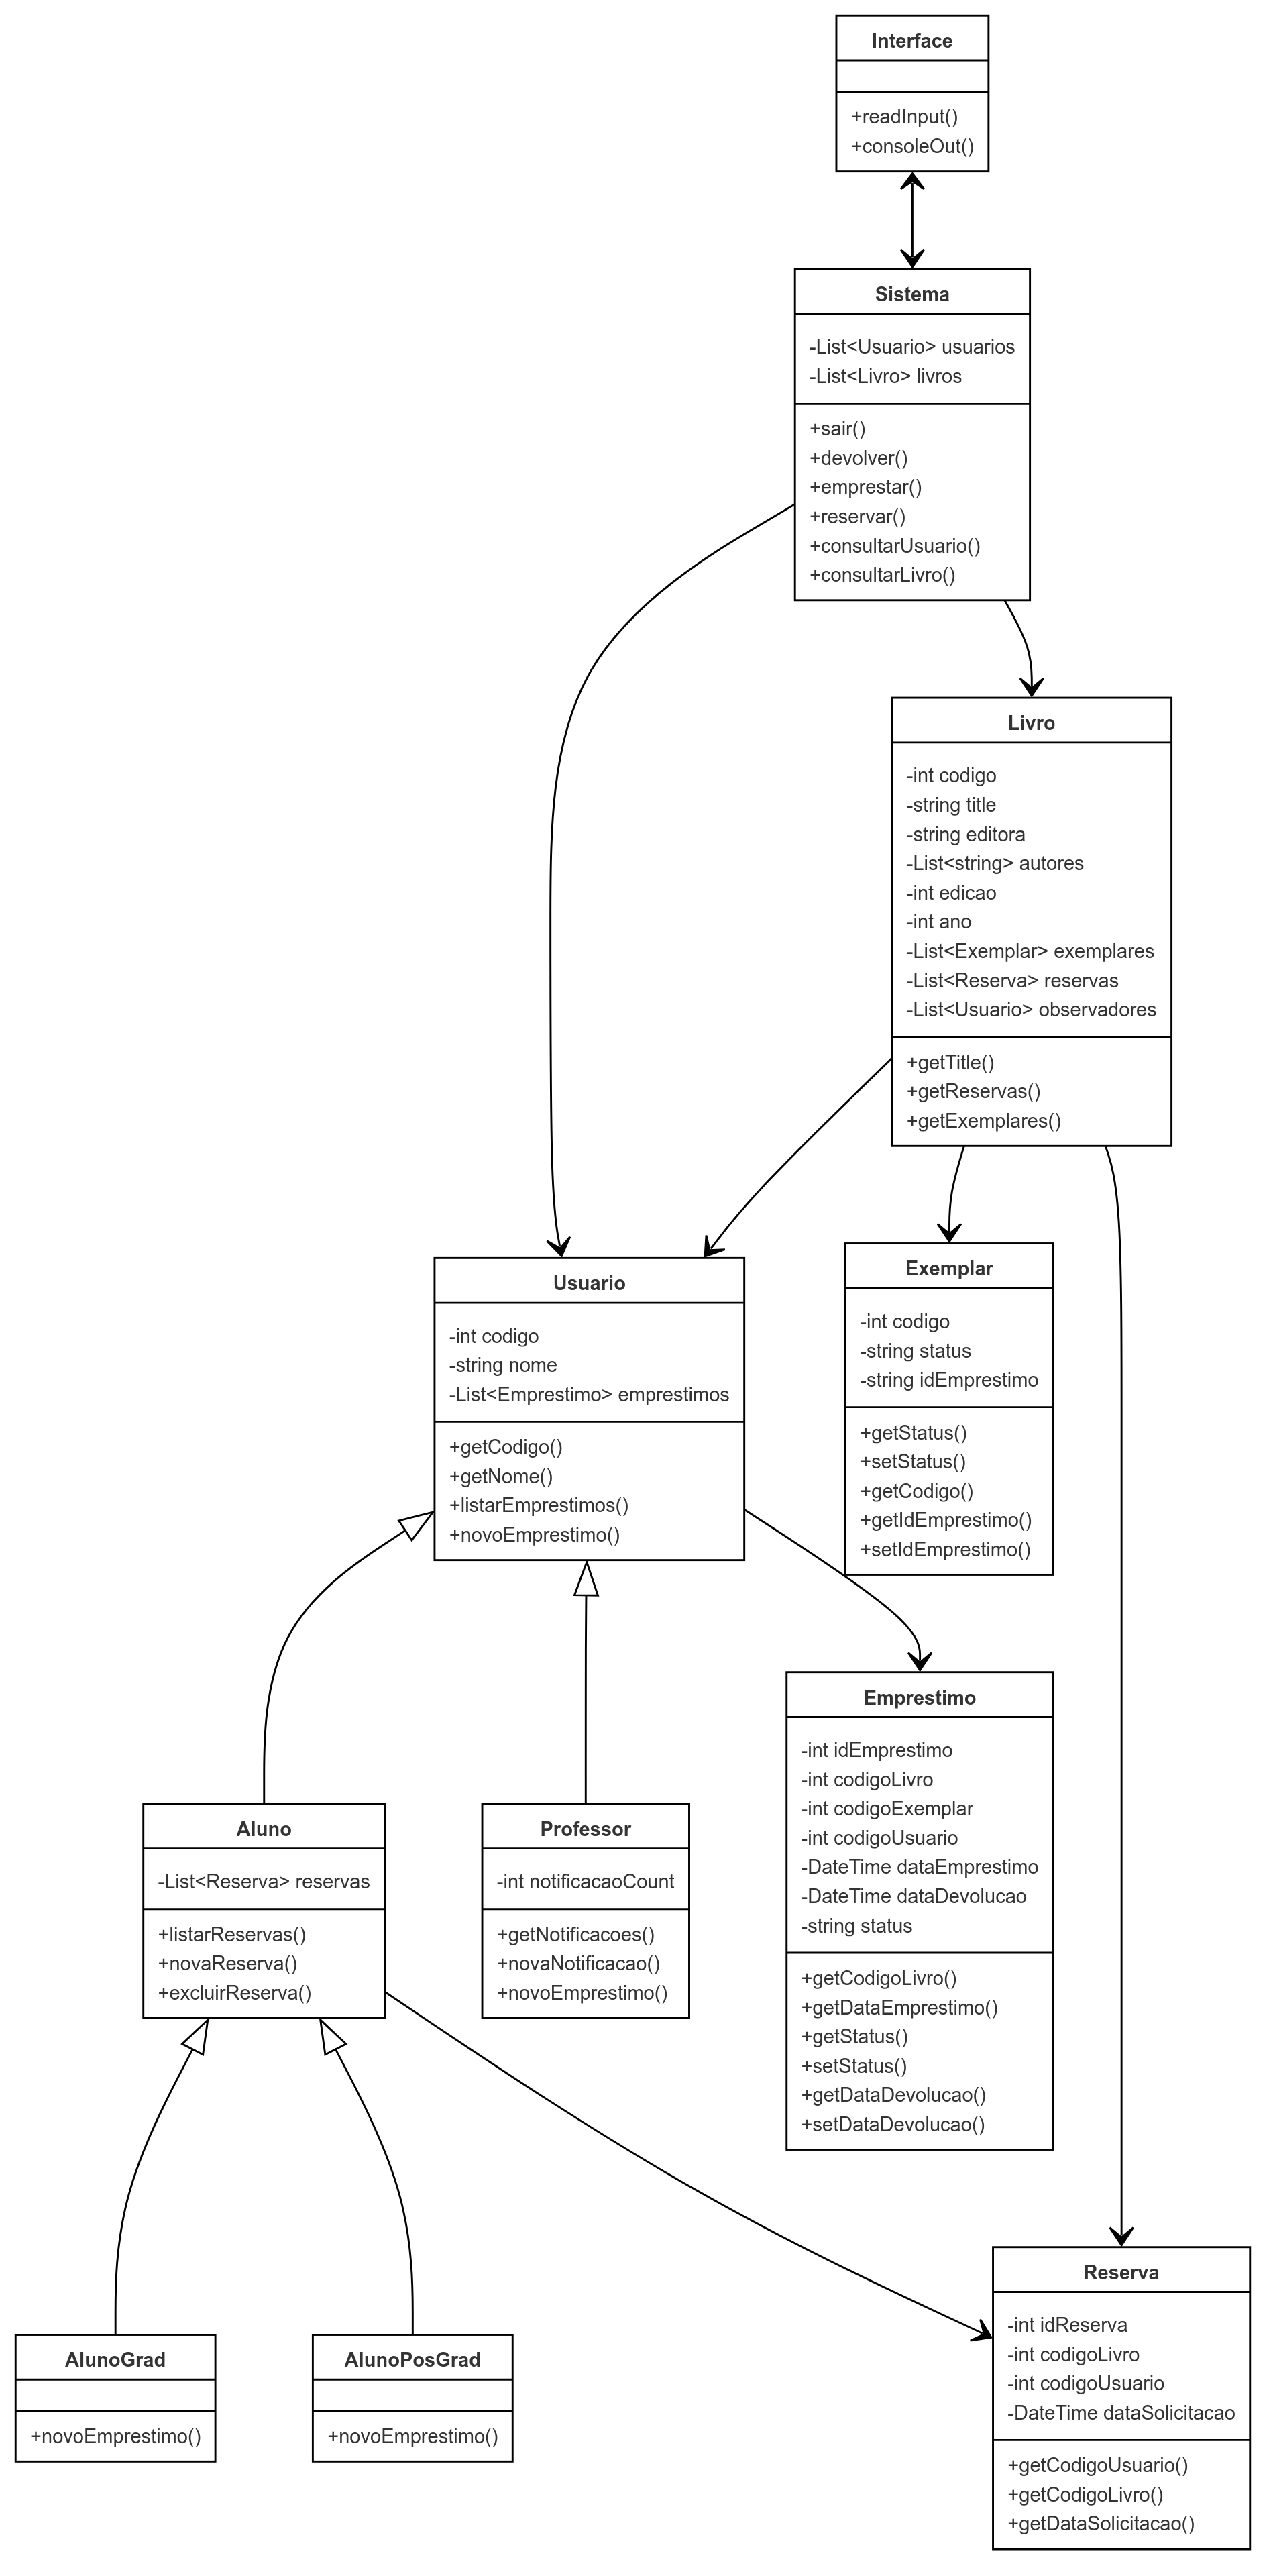 Interface
+readInput()
+consoleOut()
Sistema
-List<Usuario> usuarios
-List<Livro> livros
+sair()
+devolver()
+emprestar()
+reservar()
+consultarUsuario()
+consultarLivro()
Livro
-int codigo
-string title
-string editora
-List<string> autores
-int edicao
-int ano
-List<Exemplar> exemplares
-List<Reserva> reservas
-List<Usuario> observadores
+getTitle()
+getReservas()
+getExemplares()
Usuario
-int codigo
-string nome
-List<Emprestimo> emprestimos
+getCodigo()
+getNome()
+listarEmprestimos()
+novoEmprestimo()
Exemplar
-int codigo
-string status
-string idEmprestimo
+getStatus()
+setStatus()
+getCodigo()
+getIdEmprestimo()
+setIdEmprestimo()
Emprestimo
-int idEmprestimo
-int codigoLivro
-int codigoExemplar
-int codigoUsuario
-DateTime dataEmprestimo
-DateTime dataDevolucao
-string status
+getCodigoLivro()
+getDataEmprestimo()
+getStatus()
+setStatus()
+getDataDevolucao()
+setDataDevolucao()
Aluno
-List<Reserva> reservas
+listarReservas()
+novaReserva()
+excluirReserva()
Professor
-int notificacaoCount
+getNotificacoes()
+novaNotificacao()
+novoEmprestimo()
Reserva
-int idReserva
-int codigoLivro
-int codigoUsuario
-DateTime dataSolicitacao
+getCodigoUsuario()
+getCodigoLivro()
+getDataSolicitacao()
AlunoGrad
+novoEmprestimo()
AlunoPosGrad
+novoEmprestimo()